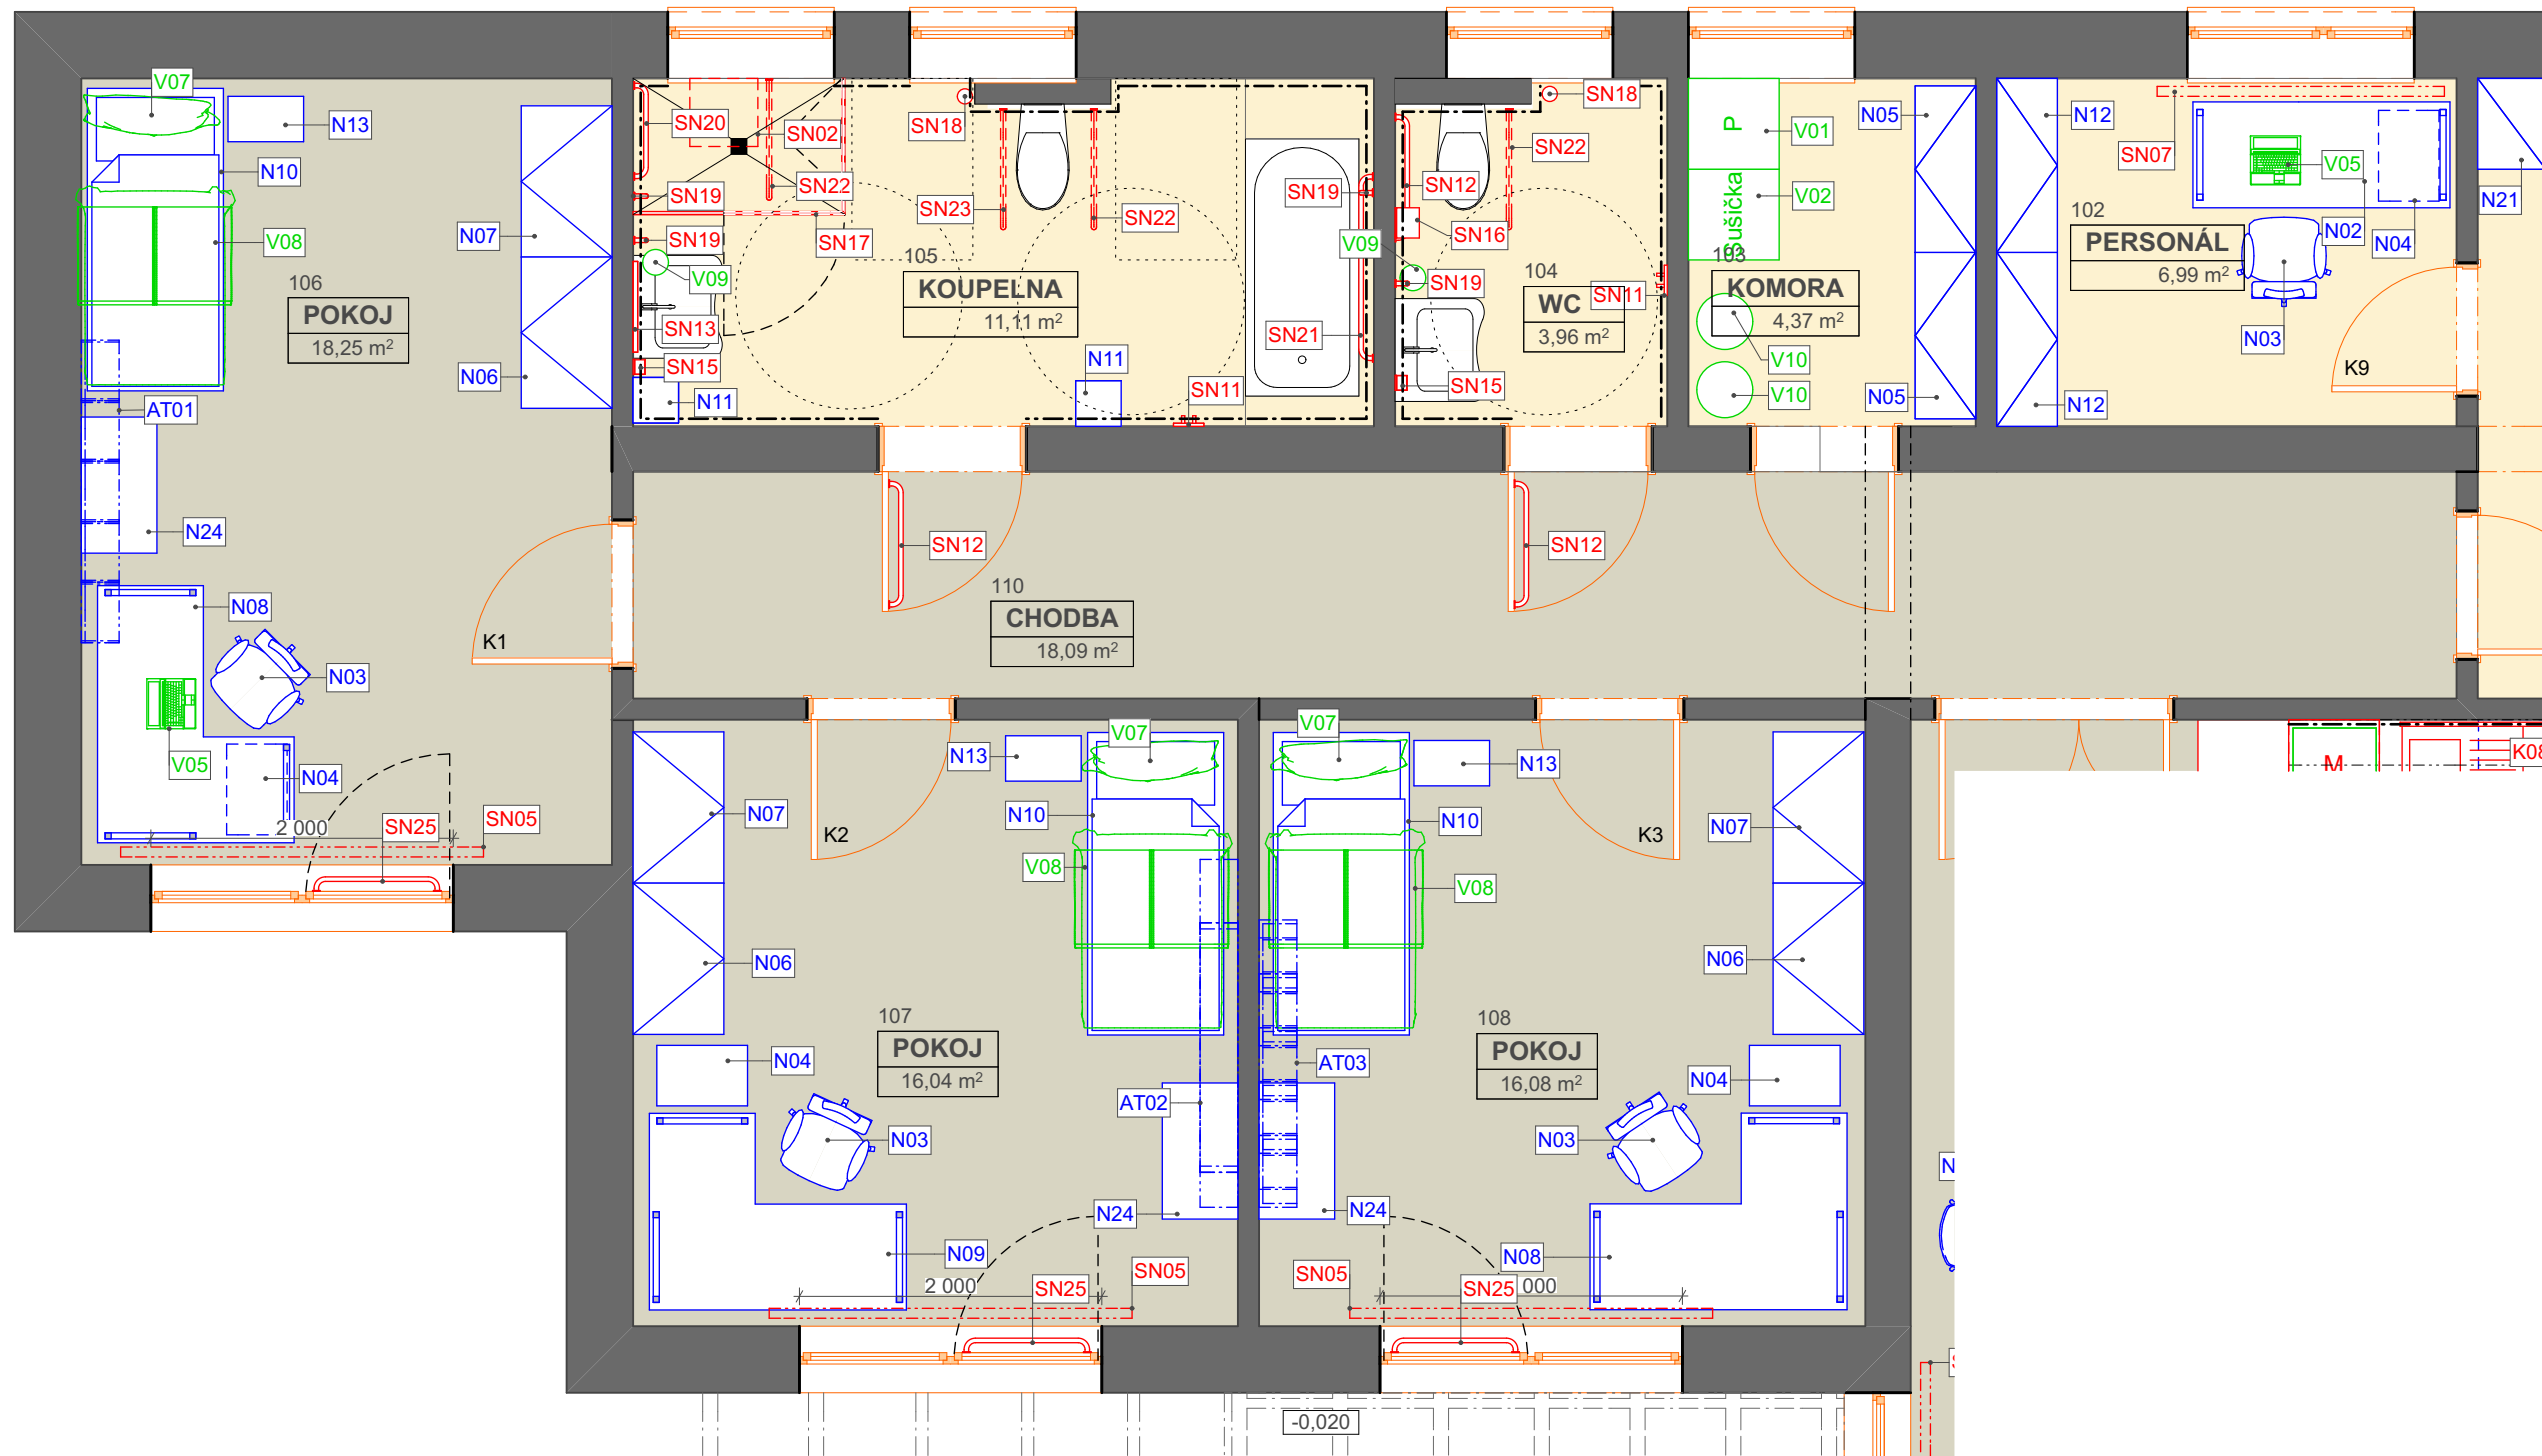 V07
N13
N10
V08
106
POKOJ
18,25 m²
N07
N06
AT01
N24
N08
K1
N03
V05
N04
2 000
SN25
SN05
SN20
SN02
SN18
SN19
SN22
SN23
SN22
SN19
SN19
SN17
V09
105
KOUPELNA
11,11 m²
SN13
SN21
SN15
N11
N11
SN11
SN18
SN22
SN12
SN16
V09
SN19
104
WC
3,96 m²
SN11
SN15
P
V01
Sušička
V02
N05
103
KOMORA
4,37 m²
V10
V10
N05
N12
SN07
V05
102
PERSONÁL
6,99 m²
N02
N04
N21
N03
K9
N12
SN12
SN12
110
CHODBA
18,09 m²
N07
K2
N13
V07
N10
V08
N06
107
POKOJ
16,04 m²
N04
N03
AT02
N24
N09
2 000
SN25
SN05
V07
N13
N10
K3
N07
V08
N06
108
POKOJ
16,08 m²
AT03
N04
N03
N24
N08
SN05
SN25
000
M
K08
N
-0,020